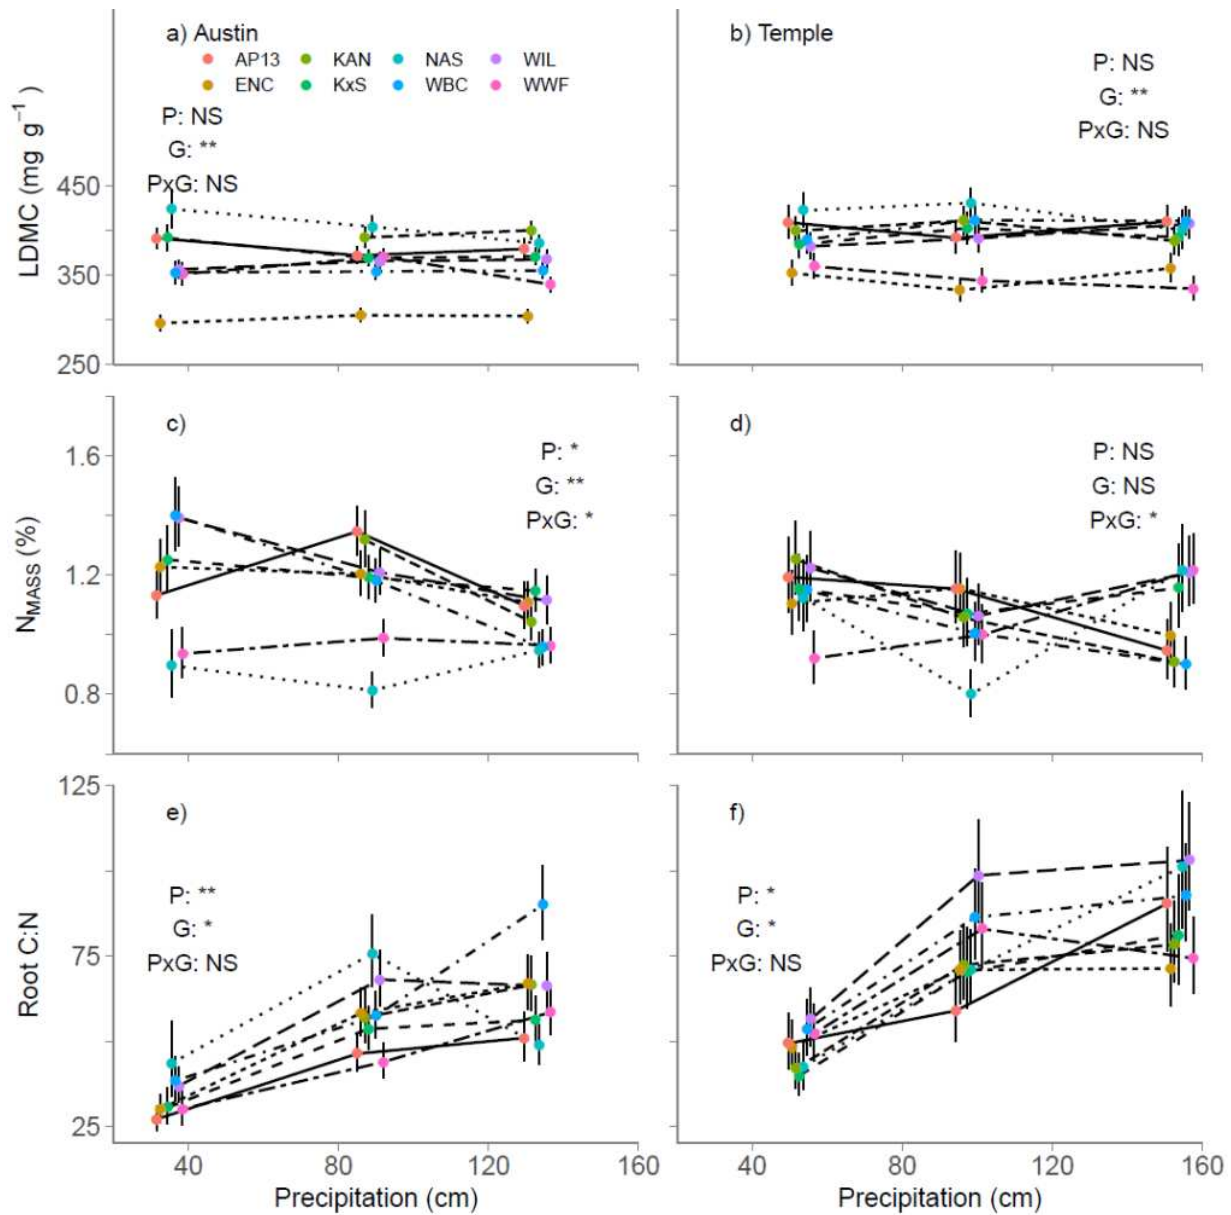 a) Austin
AP13 KAN NAS WIL
ENC KxS WBC WWF
P: NS
G: **
PxG: NS
LDMC (mg g⁻¹ )
450
350
250
b) Temple
P: NS
G: **
PxG: NS
c)
P: *
G: **
PxG: *
N_MASS (%)
1.6
1.2
0.8
d)
P: NS
G: NS
PxG: *
e)
P: **
G: *
PxG: NS
Root C:N
125
75
25
40 80 120 160
Precipitation (cm)
f)
P: *
G: *
PxG: NS
40 80 120 160
Precipitation (cm)